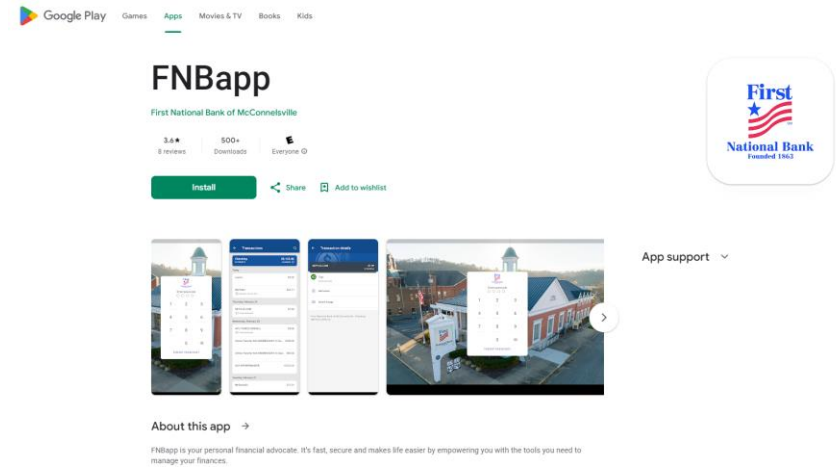 Google Play Games Apps Movies & TV Books Kids
FNBapp
First National Bank of McConnelsville
3.6★ 500+ E
8 reviews Downloads Everyone
Install Share Add to wishlist
First
National Bank
Founded 1863
Transactions
Transaction details
App support
About this app →
FNBapp is your personal financial advocate. It's fast, secure and makes life easier by empowering you with the tools you need to
manage your finances.